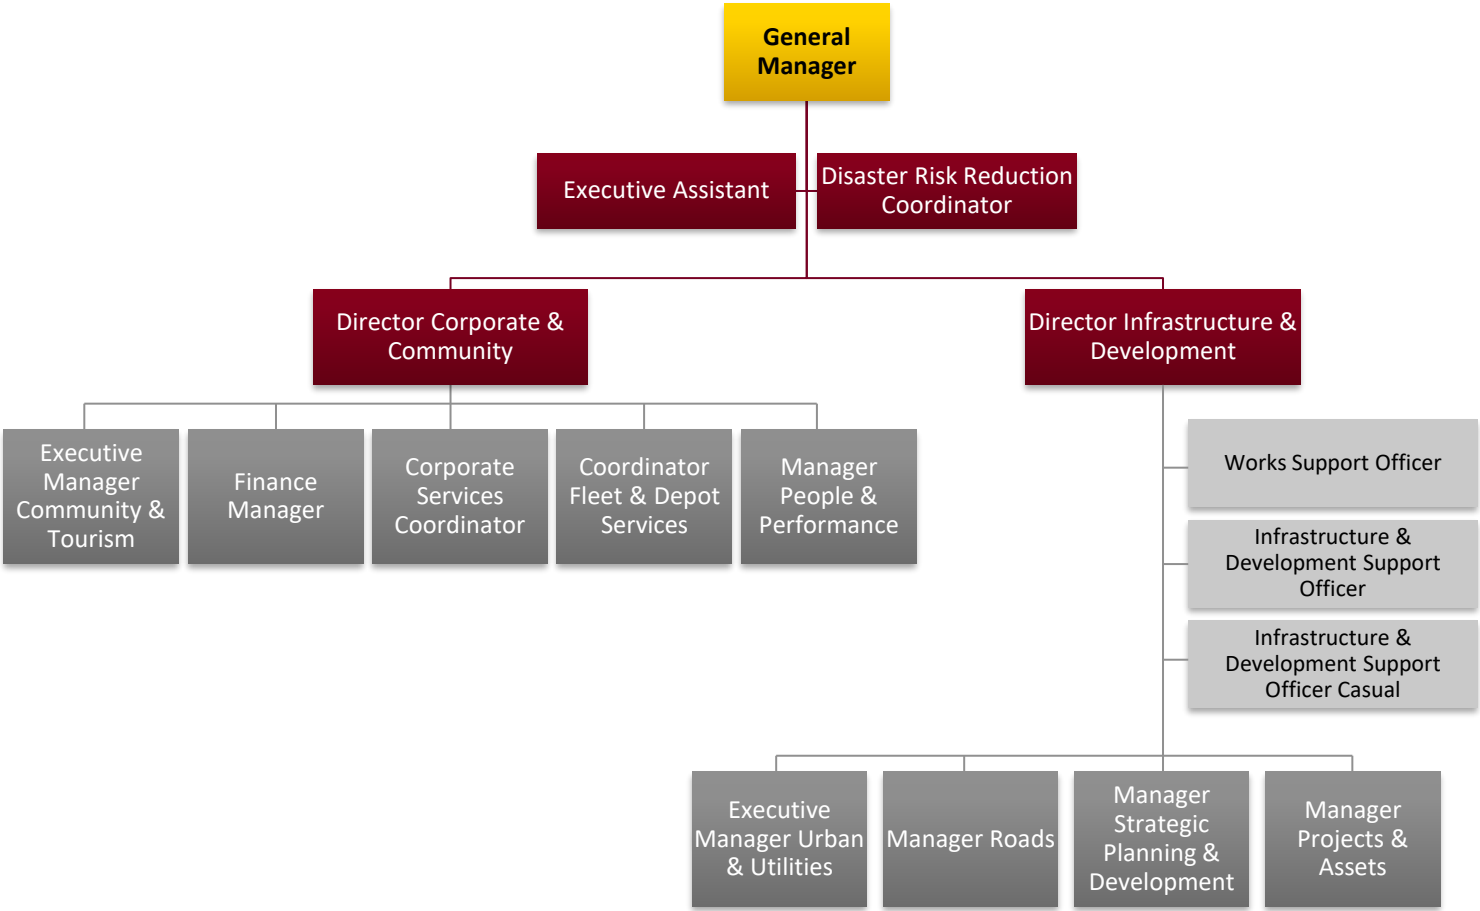 General
Manager
Executive Assistant
Disaster Risk Reduction
Coordinator
Director Corporate &
Community
Director Infrastructure &
Development
Executive
Manager
Community &
Tourism
Finance
Manager
Corporate
Services
Coordinator
Coordinator
Fleet & Depot
Services
Manager
People &
Performance
Works Support Officer
Infrastructure &
Development Support
Officer
Infrastructure &
Development Support
Officer Casual
Executive
Manager Urban
& Utilities
Manager Roads
Manager
Strategic
Planning &
Development
Manager
Projects &
Assets